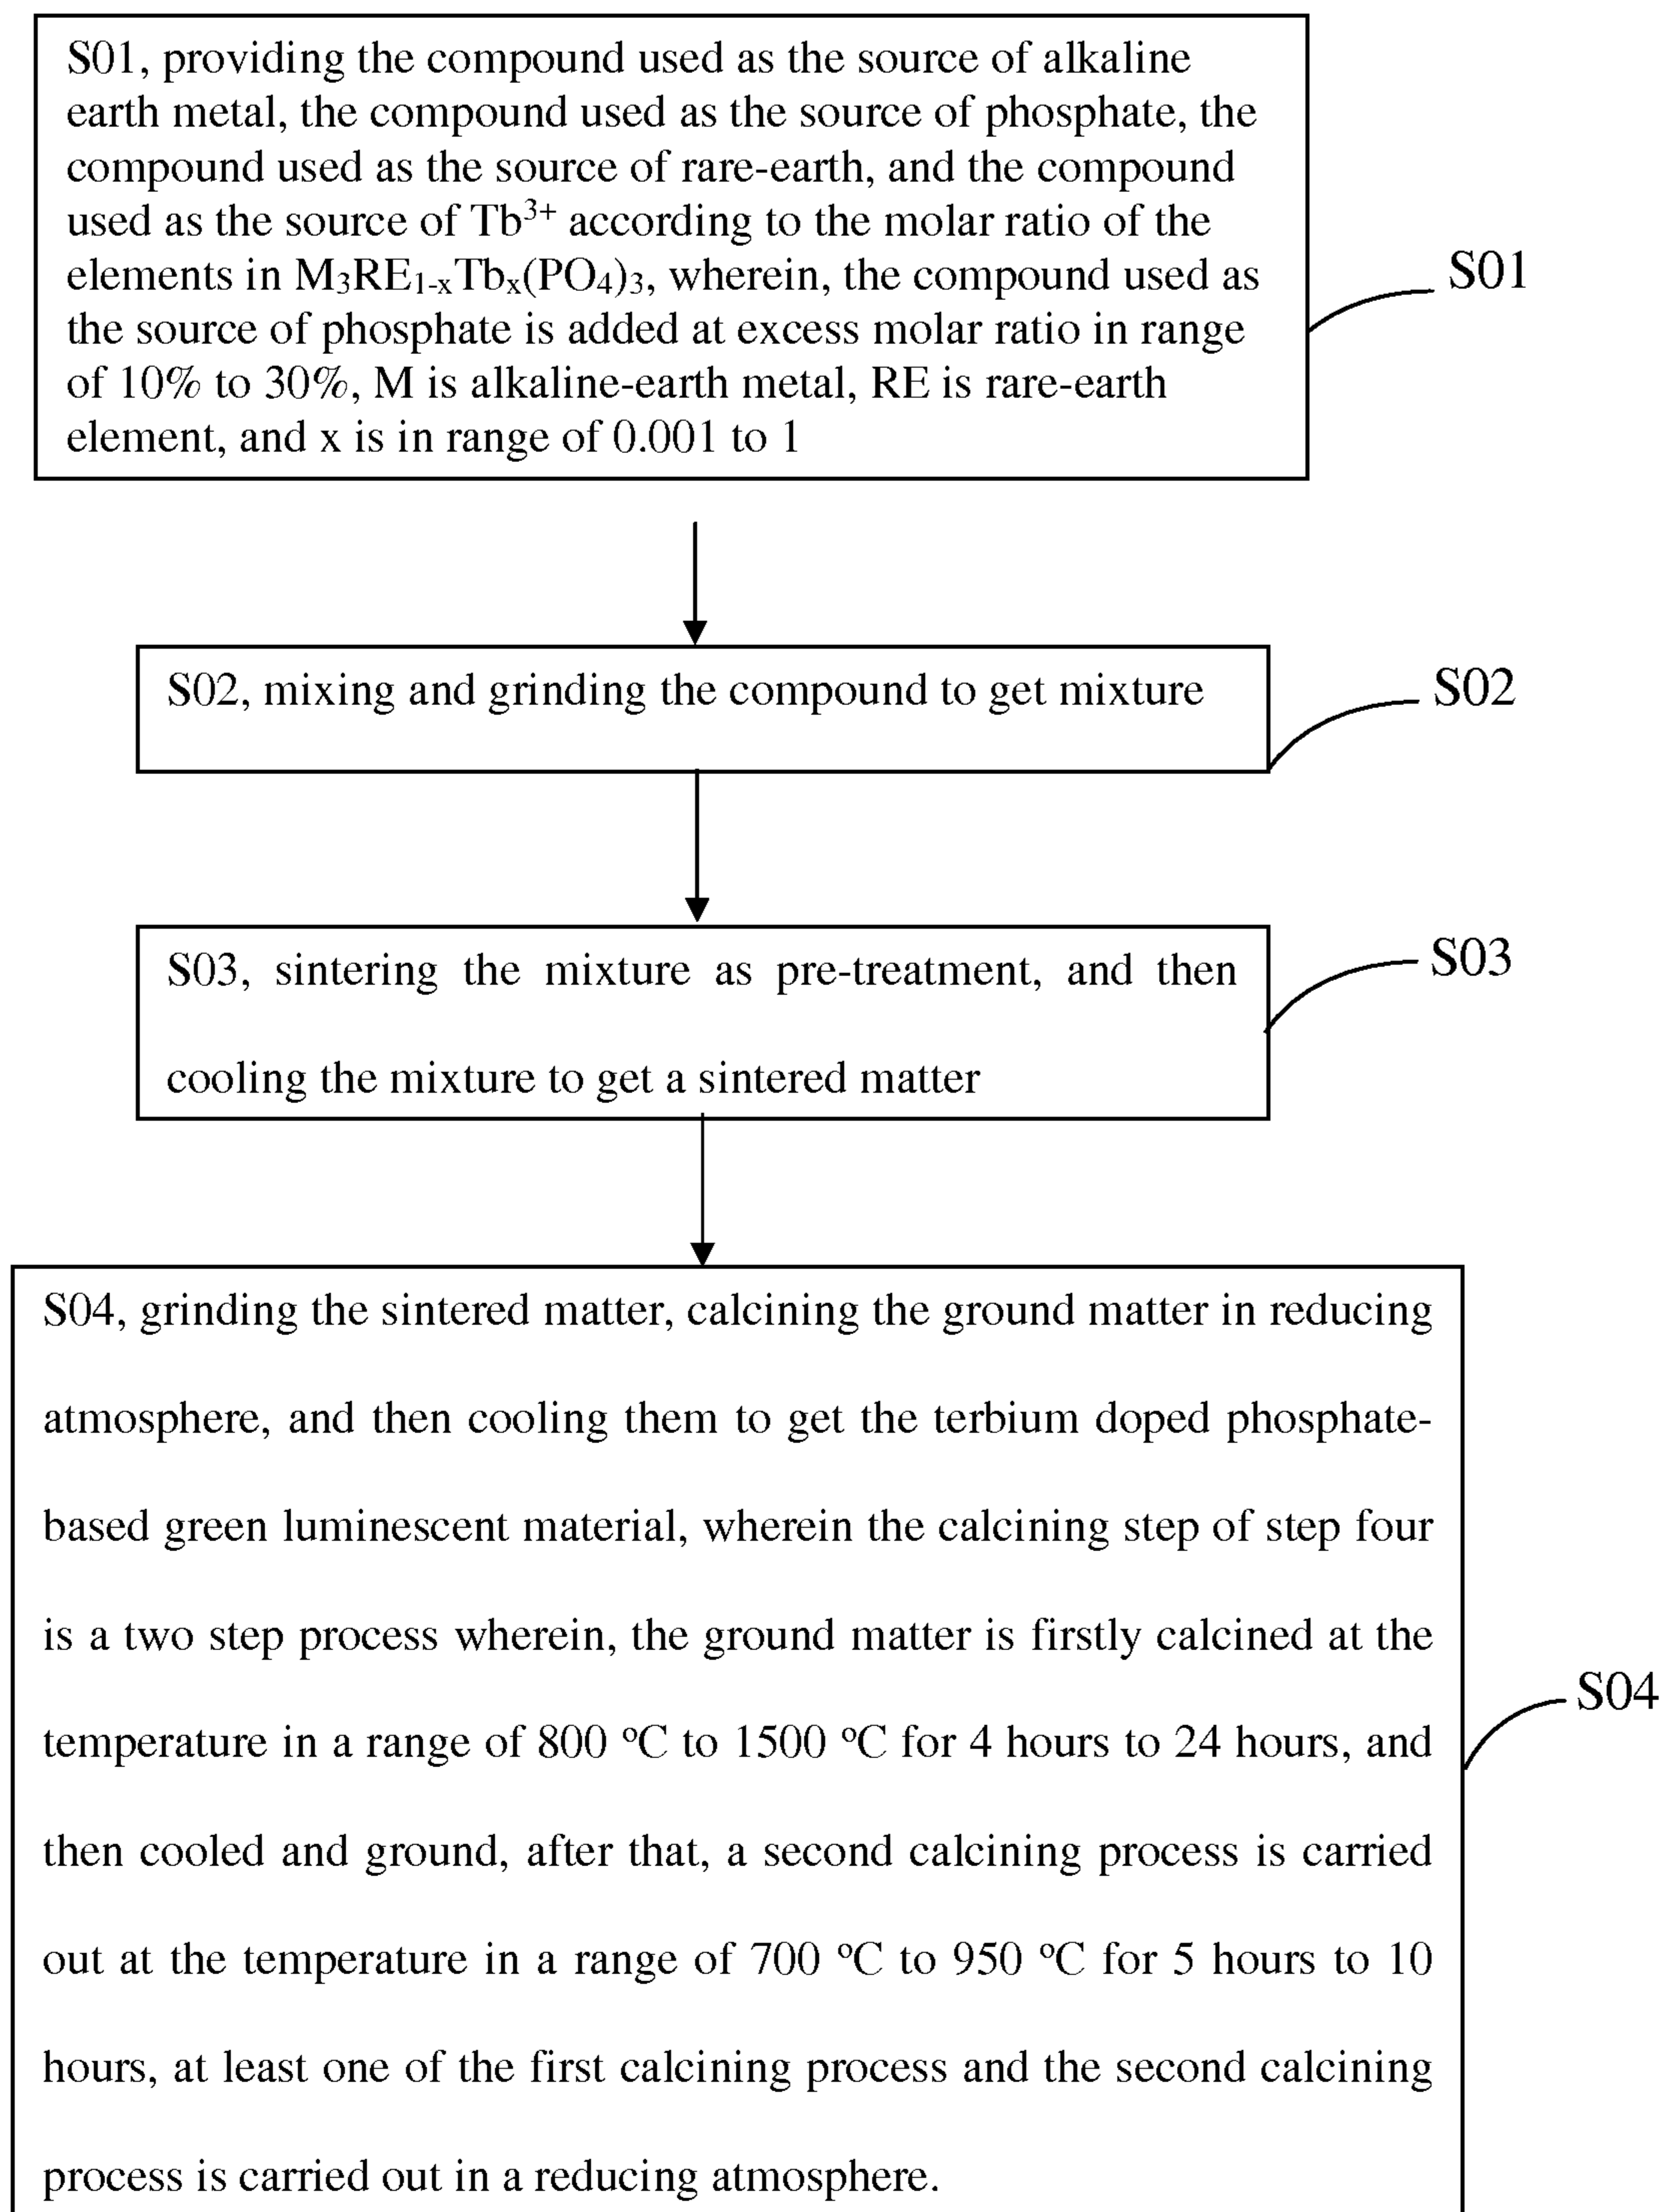 S01, providing the compound used as the source of alkaline
earth metal, the compound used as the source of phosphate, the
compound used as the source of rare-earth, and the compound
used as the source of Tb³⁺ according to the molar ratio of the
elements in M₃RE₁₋ₓTbₓ(PO₄)₃, wherein, the compound used as
the source of phosphate is added at excess molar ratio in range
of 10% to 30%, M is alkaline-earth metal, RE is rare-earth
element, and x is in range of 0.001 to 1
S01
S02, mixing and grinding the compound to get mixture
S02
S03, sintering the mixture as pre-treatment, and then
cooling the mixture to get a sintered matter
S03
S04, grinding the sintered matter, calcining the ground matter in reducing
atmosphere, and then cooling them to get the terbium doped phosphate-
based green luminescent material, wherein the calcining step of step four
is a two step process wherein, the ground matter is firstly calcined at the
temperature in a range of 800 ºC to 1500 ºC for 4 hours to 24 hours, and
then cooled and ground, after that, a second calcining process is carried
out at the temperature in a range of 700 ºC to 950 ºC for 5 hours to 10
hours, at least one of the first calcining process and the second calcining
process is carried out in a reducing atmosphere.
S04